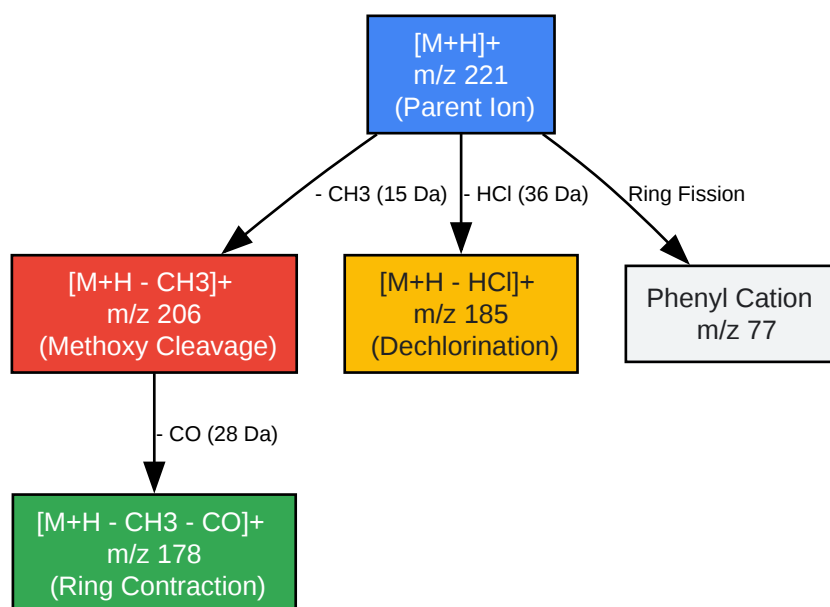 [M+H]+
m/z 221
(Parent Ion)
- CH3 (15 Da)
- HCl (36 Da)
Ring Fission
[M+H - CH3]+
m/z 206
(Methoxy Cleavage)
[M+H - HCl]+
m/z 185
(Dechlorination)
Phenyl Cation
m/z 77
- CO (28 Da)
[M+H - CH3 - CO]+
m/z 178
(Ring Contraction)